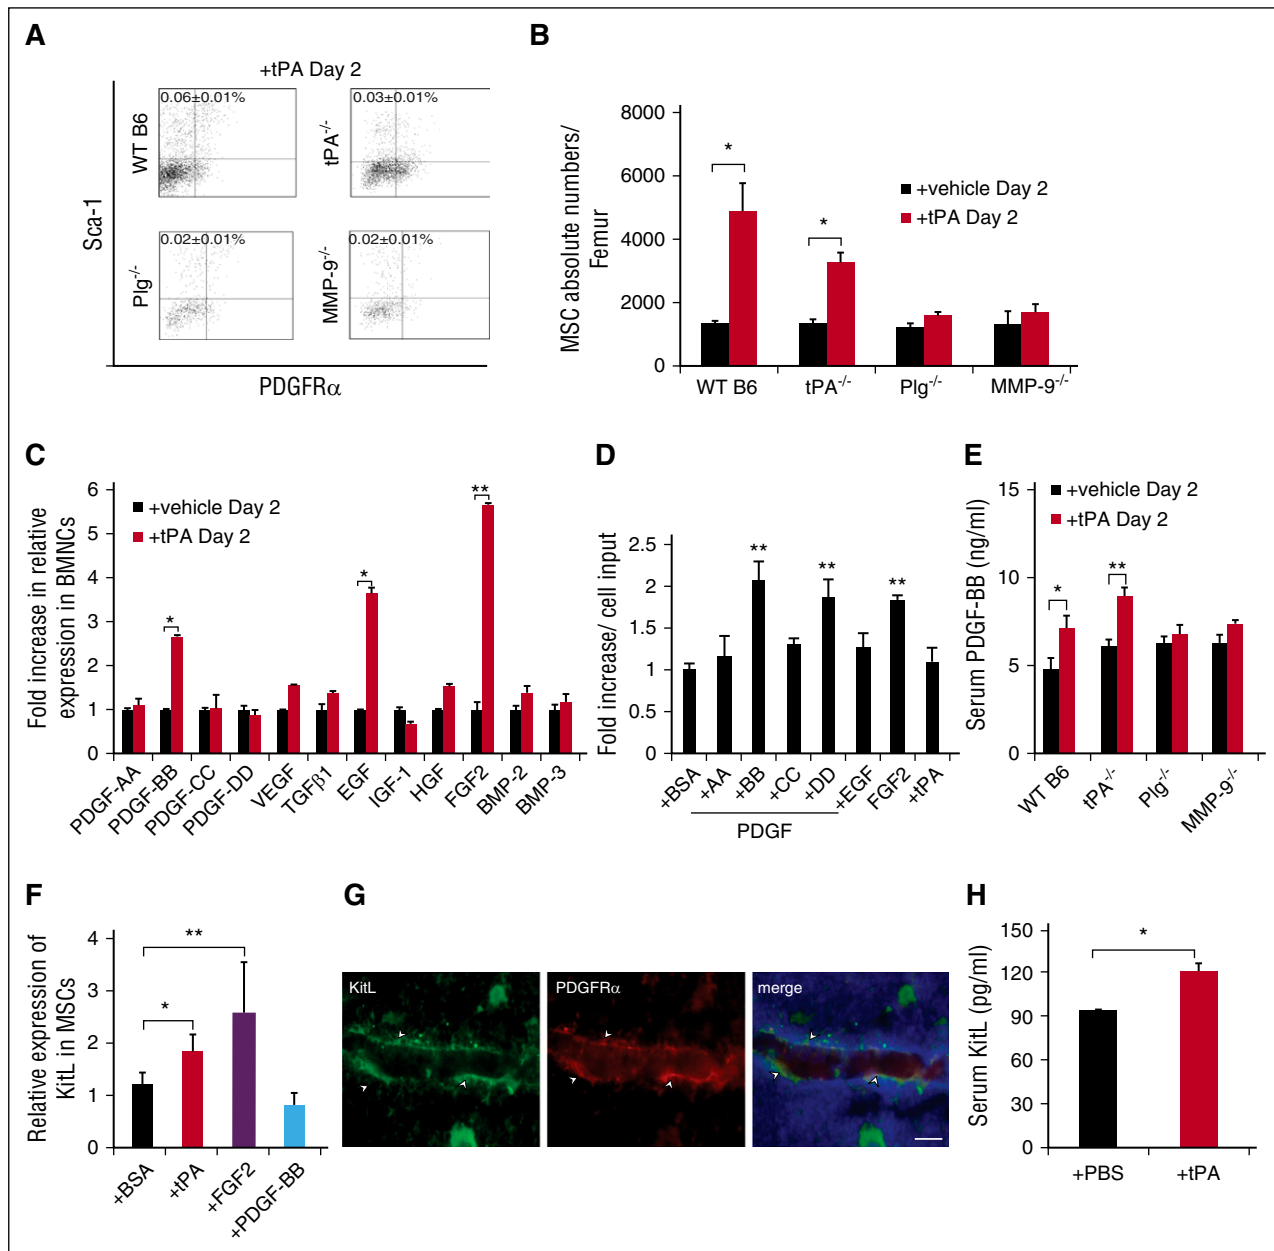 A
+tPA Day 2
0.06±0.01%
0.03±0.01%
WT B6
tPA-/-
0.02±0.01%
0.02±0.01%
Plg-/-
MMP-9-/-
Sca-1
PDGFRα
B
MSC absolute numbers/
Femur
8000
6000
4000
2000
0
*
*
+vehicle Day 2
+tPA Day 2
WT B6
tPA-/-
Plg-/-
MMP-9-/-
C
Fold increase in relative
expression in BMNCs
6
5
4
3
2
1
0
+vehicle Day 2
+tPA Day 2
*
*
**
PDGF-AA
PDGF-BB
PDGF-CC
PDGF-DD
VEGF
TGFβ1
EGF
IGF-1
HGF
FGF2
BMP-2
BMP-3
D
Fold increase/ cell input
2.5
2
1.5
1
0.5
0
**
**
**
+BSA
+AA
+BB
+CC
+DD
+EGF
FGF2
+tPA
PDGF
E
Serum PDGF-BB (ng/ml)
15
10
5
0
+vehicle Day 2
+tPA Day 2
*
**
WT B6
tPA-/-
Plg-/-
MMP-9-/-
F
Relative expression of
KitL in MSCs
4
3
2
1
0
**
*
+BSA
+tPA
+FGF2
+PDGF-BB
G
KitL
PDGFRα
merge
H
Serum KitL (pg/ml)
150
120
90
60
30
0
*
+PBS
+tPA